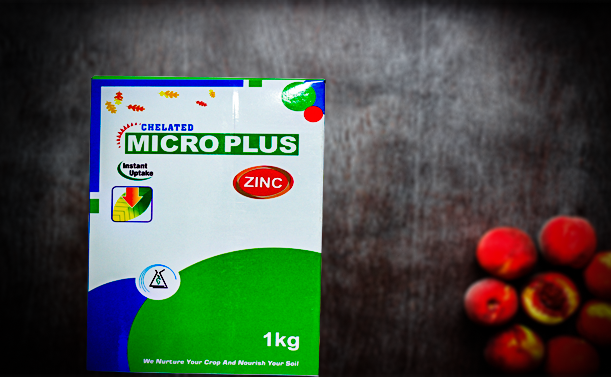 CHELATED
MICRO PLUS
Instant
Uptake
ZINC
1kg
We Nurture Your Crop And Nourish Your Soil